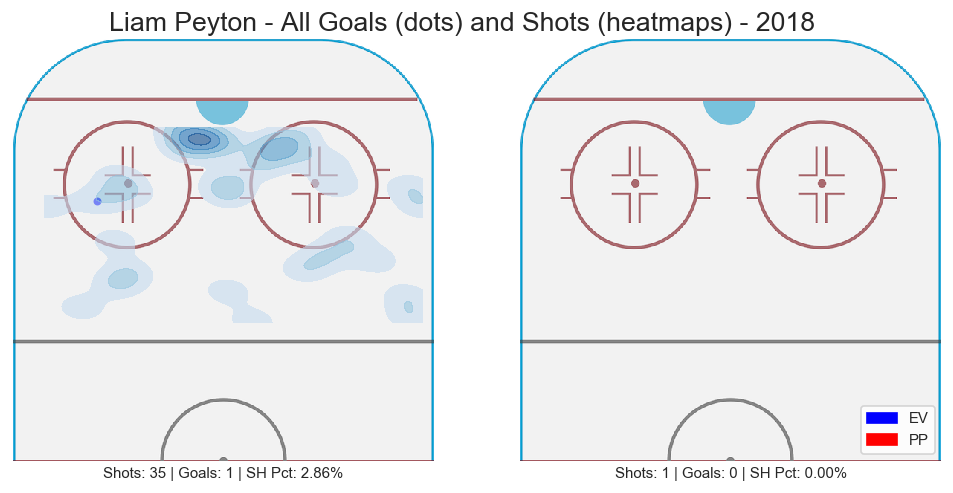 Liam Peyton - All Goals (dots) and Shots (heatmaps) - 2018
EV
PP
Shots: 35 | Goals: 1 | SH Pct: 2.86%
Shots: 1 | Goals: 0 | SH Pct: 0.00%